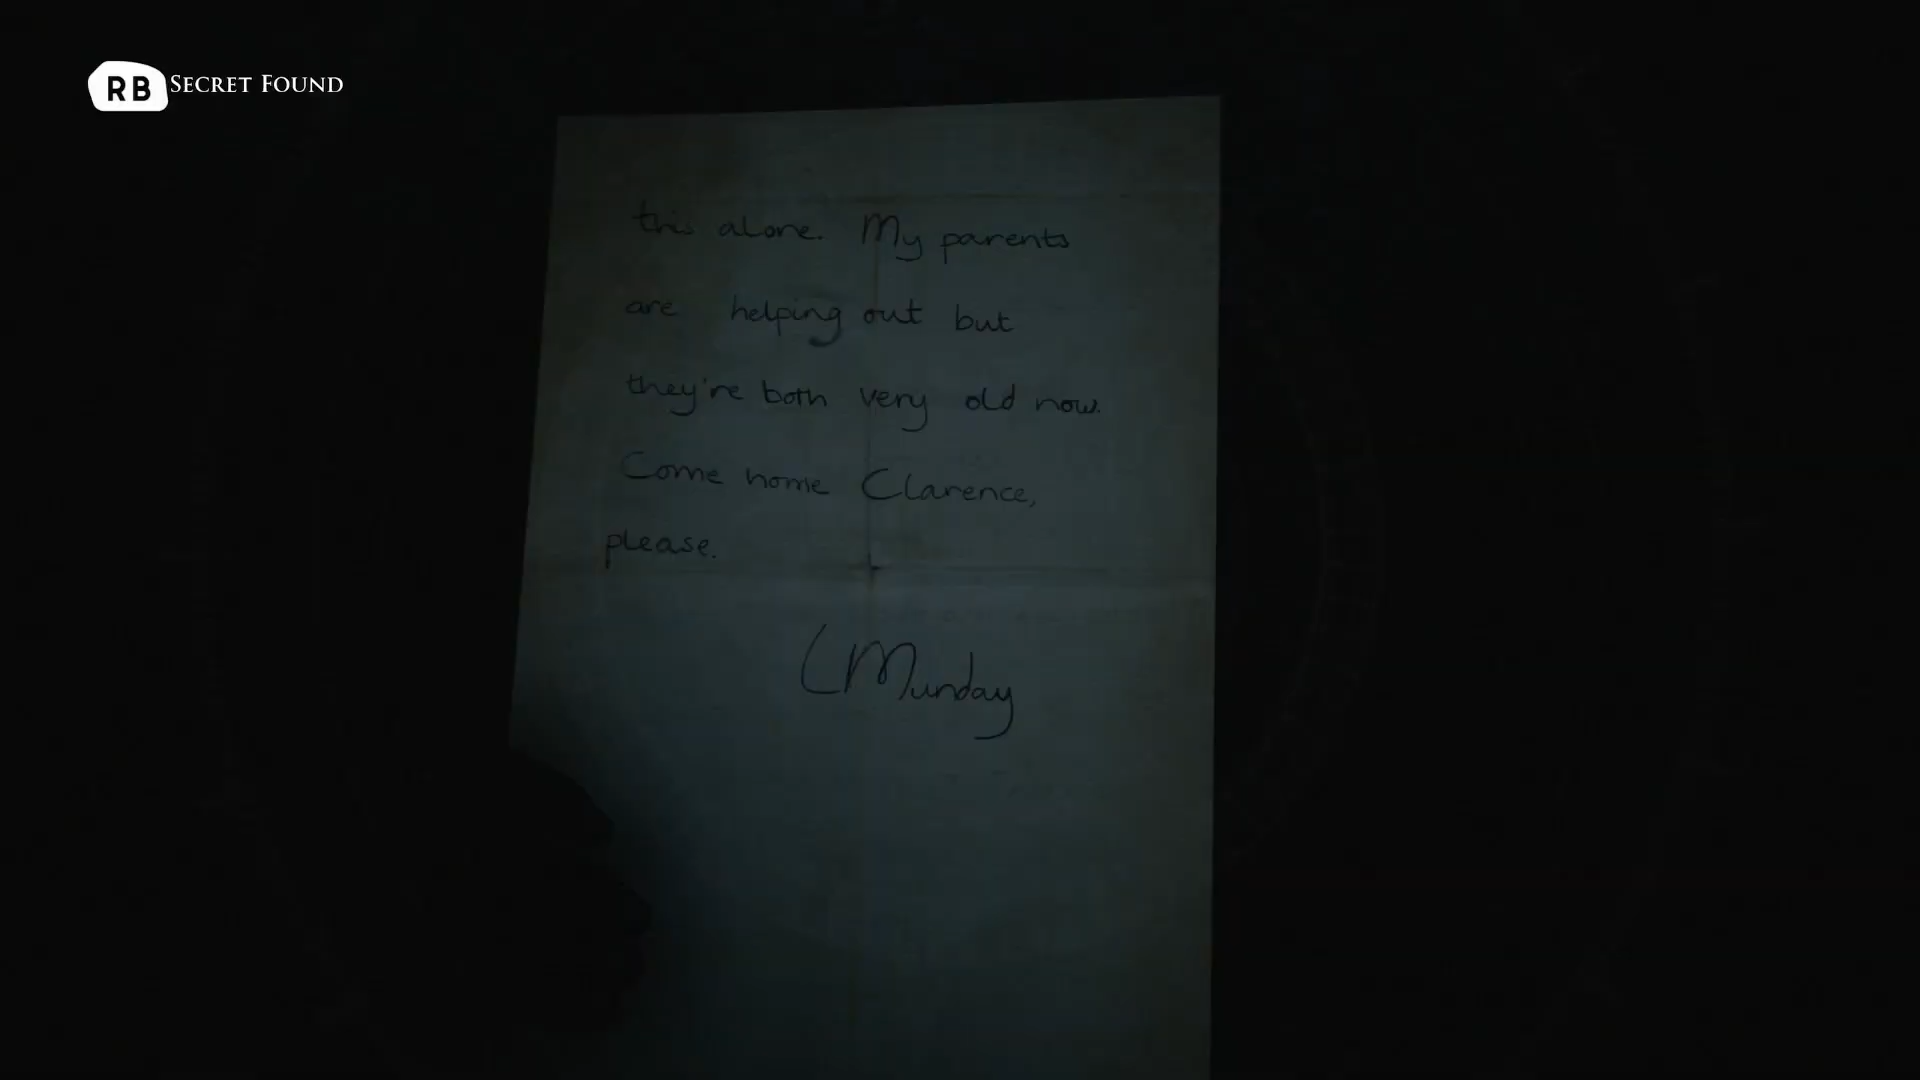 RB Secret Found
this alone. My parents
are helping out but
they're both very old now.
Come home Clarence,
please.
LMunday